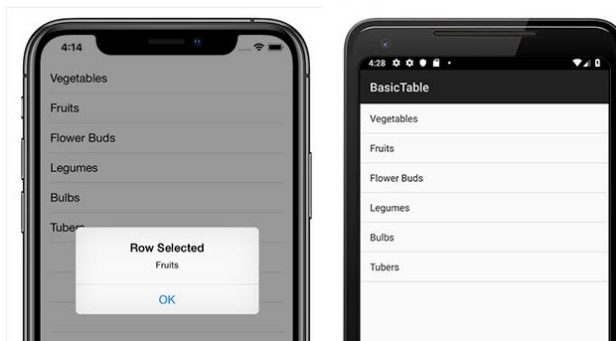 4:14
Vegetables
Fruits
Flower Buds
Legumes
Bulbs
Tubers
Row Selected
Fruits
OK
4:28
BasicTable
Vegetables
Fruits
Flower Buds
Legumes
Bulbs
Tubers